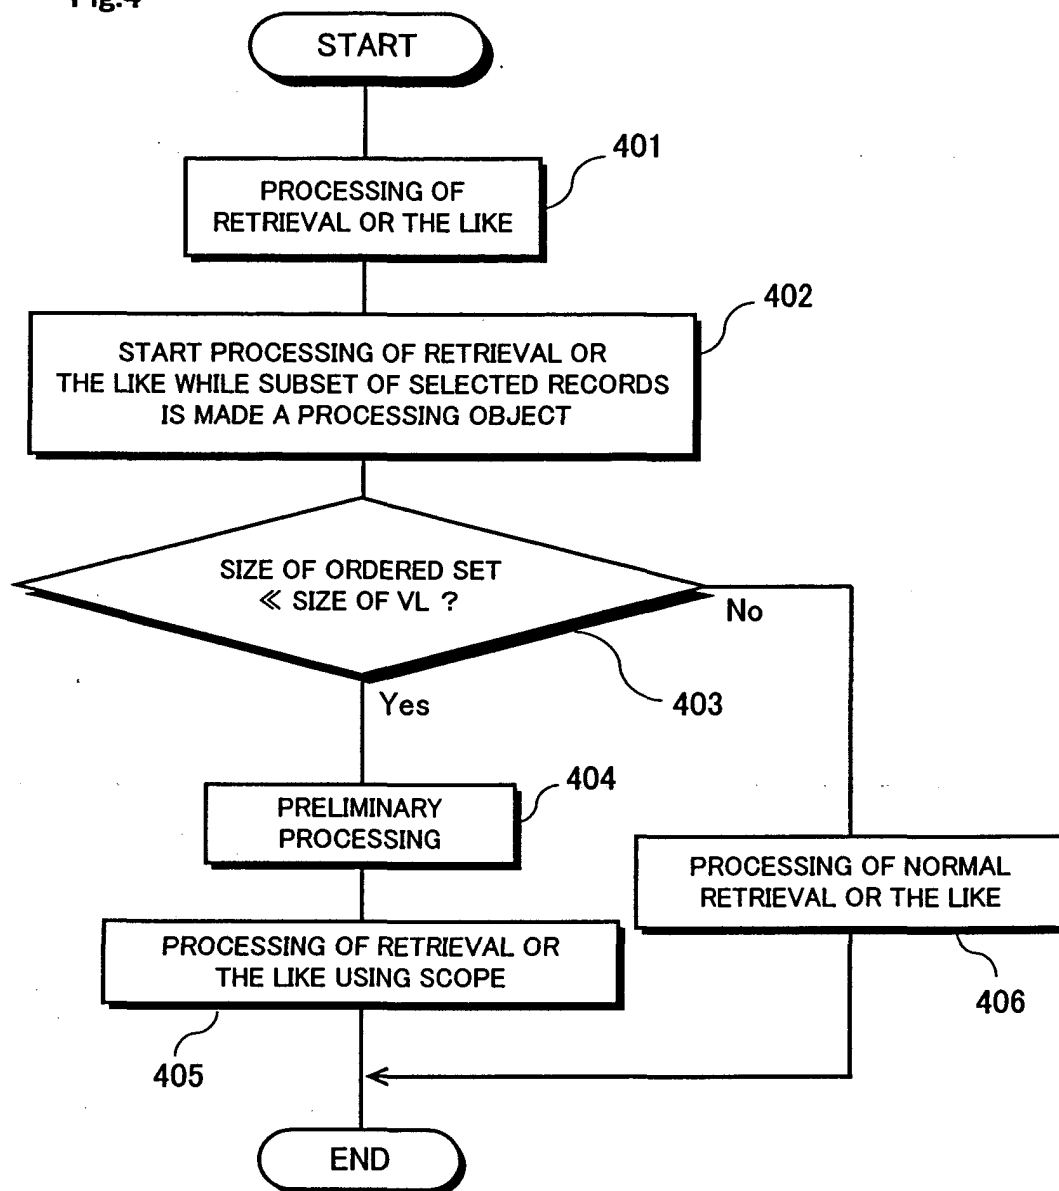 Fig.4
START
401
PROCESSING OF
RETRIEVAL OR THE LIKE
402
START PROCESSING OF RETRIEVAL OR
THE LIKE WHILE SUBSET OF SELECTED RECORDS
IS MADE A PROCESSING OBJECT
SIZE OF ORDERED SET
≪ SIZE OF VL ?
No
403
Yes
404
PRELIMINARY
PROCESSING
PROCESSING OF NORMAL
RETRIEVAL OR THE LIKE
PROCESSING OF RETRIEVAL OR
THE LIKE USING SCOPE
406
405
END